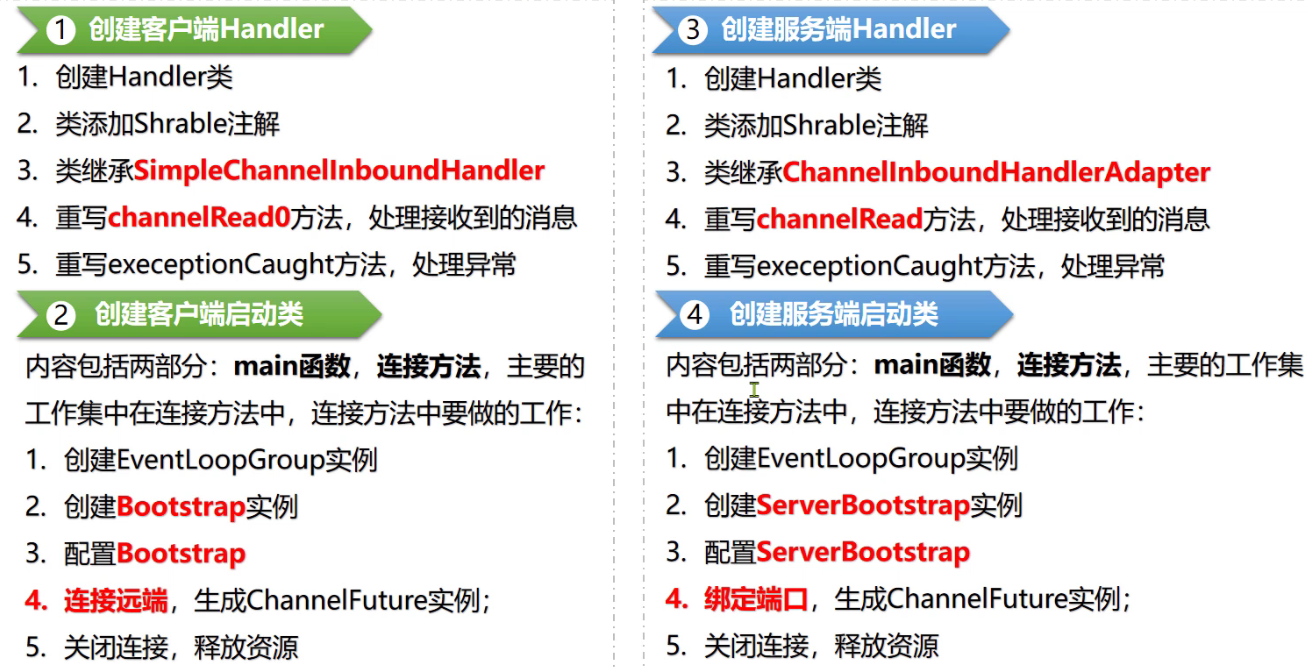 ① 创建客户端Handler
1. 创建Handler类
2. 类添加Shrable注解
3. 类继承SimpleChannelInboundHandler
4. 重写channelRead0方法，处理接收到的消息
5. 重写execeptionCaught方法，处理异常
② 创建客户端启动类
内容包括两部分：main函数，连接方法，主要的
工作集中在连接方法中，连接方法中要做的工作：
1. 创建EventLoopGroup实例
2. 创建Bootstrap实例
3. 配置Bootstrap
4. 连接远端，生成ChannelFuture实例；
5. 关闭连接，释放资源
③ 创建服务端Handler
1. 创建Handler类
2. 类添加Shrable注解
3. 类继承ChannelInboundHandlerAdapter
4. 重写channelRead方法，处理接收到的消息
5. 重写execeptionCaught方法，处理异常
④ 创建服务端启动类
内容包括两部分：main函数，连接方法，主要的工作集
中在连接方法中，连接方法中要做的工作：
1. 创建EventLoopGroup实例
2. 创建ServerBootstrap实例
3. 配置ServerBootstrap
4. 绑定端口，生成ChannelFuture实例；
5. 关闭连接，释放资源